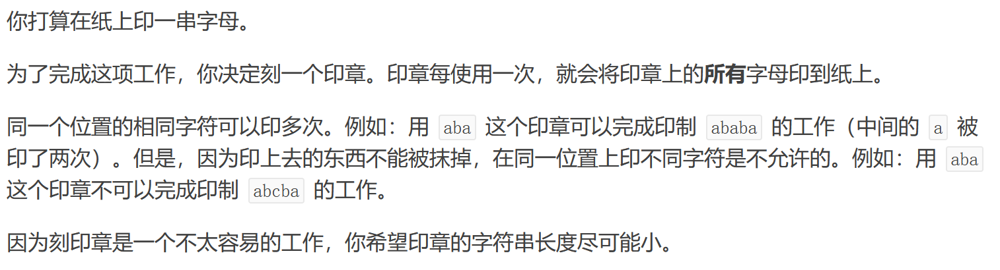 你打算在纸上印一串字母。
为了完成这项工作，你决定刻一个印章。印章每使用一次，就会将印章上的所有字母印到纸上。
同一个位置的相同字符可以印多次。例如：用 aba 这个印章可以完成印制 ababa 的工作（中间的 a 被
印了两次）。但是，因为印上去的东西不能被抹掉，在同一位置上印不同字符是不允许的。例如：用 aba
这个印章不可以完成印制 abcba 的工作。
因为刻印章是一个不太容易的工作，你希望印章的字符串长度尽可能小。